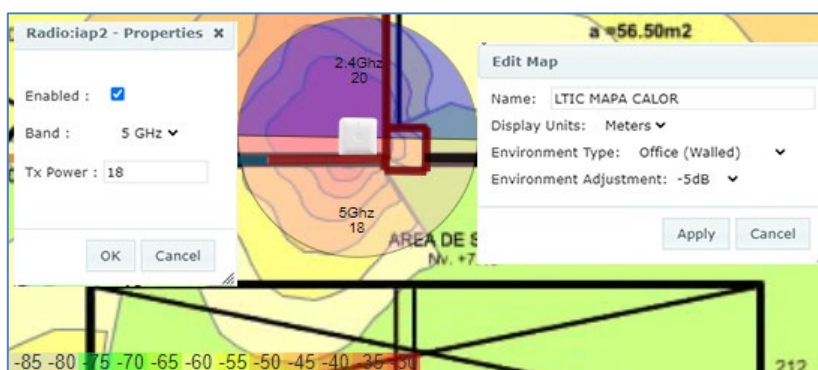 Radio:iap2 - Properties ×
Enabled :
Band : 5 GHz
Tx Power : 18
OK Cancel
2.4Ghz
20
5Ghz
18
a =56.50m2
Edit Map
Name: LTIC MAPA CALOR
Display Units: Meters
Environment Type: Office (Walled)
Environment Adjustment: -5dB
Apply Cancel
AREA DE S
Nv. +7.
212
-85 -80 -75 -70 -65 -60 -55 -50 -45 -40 -35 -30